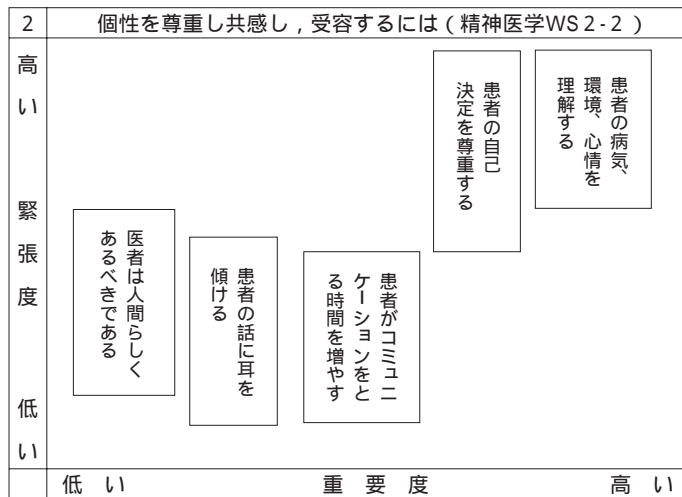 2
個性を尊重し共感し，受容するには（精神医学WS2-2）
高い　緊張度　低い
患者の病気、
環境、心情を
理解する
患者の自己
決定を尊重する
患者がコミュニ
ケーションをと
る時間を増やす
患者の話に耳を
傾ける
医者は人間らしく
あるべきである
低い　重要度　高い